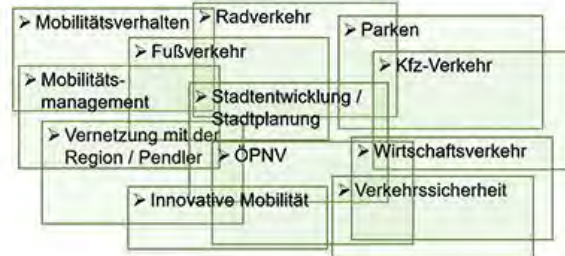 ➢ Mobilitätsverhalten
➢ Radverkehr
➢ Parken
➢ Fußverkehr
➢ Kfz-Verkehr
➢ Mobilitäts-
management
➢ Stadtentwicklung /
Stadtplanung
➢ Vernetzung mit der
Region / Pendler
➢ ÖPNV
➢ Wirtschaftsverkehr
➢ Innovative Mobilität
➢ Verkehrssicherheit